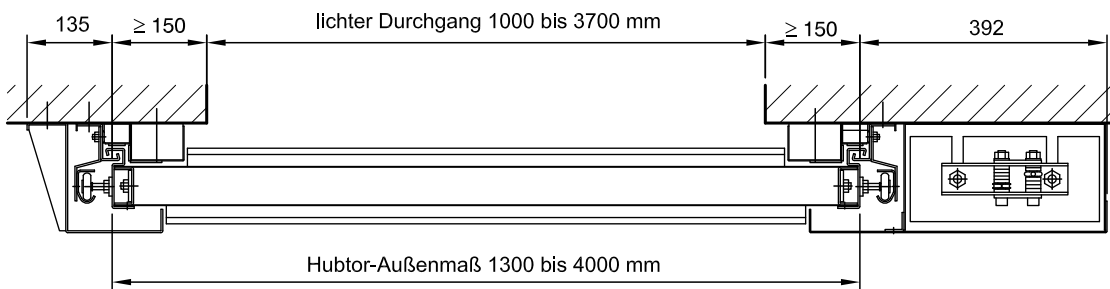 135
≥ 150
lichter Durchgang 1000 bis 3700 mm
≥ 150
392
Hubtor-Außenmaß 1300 bis 4000 mm